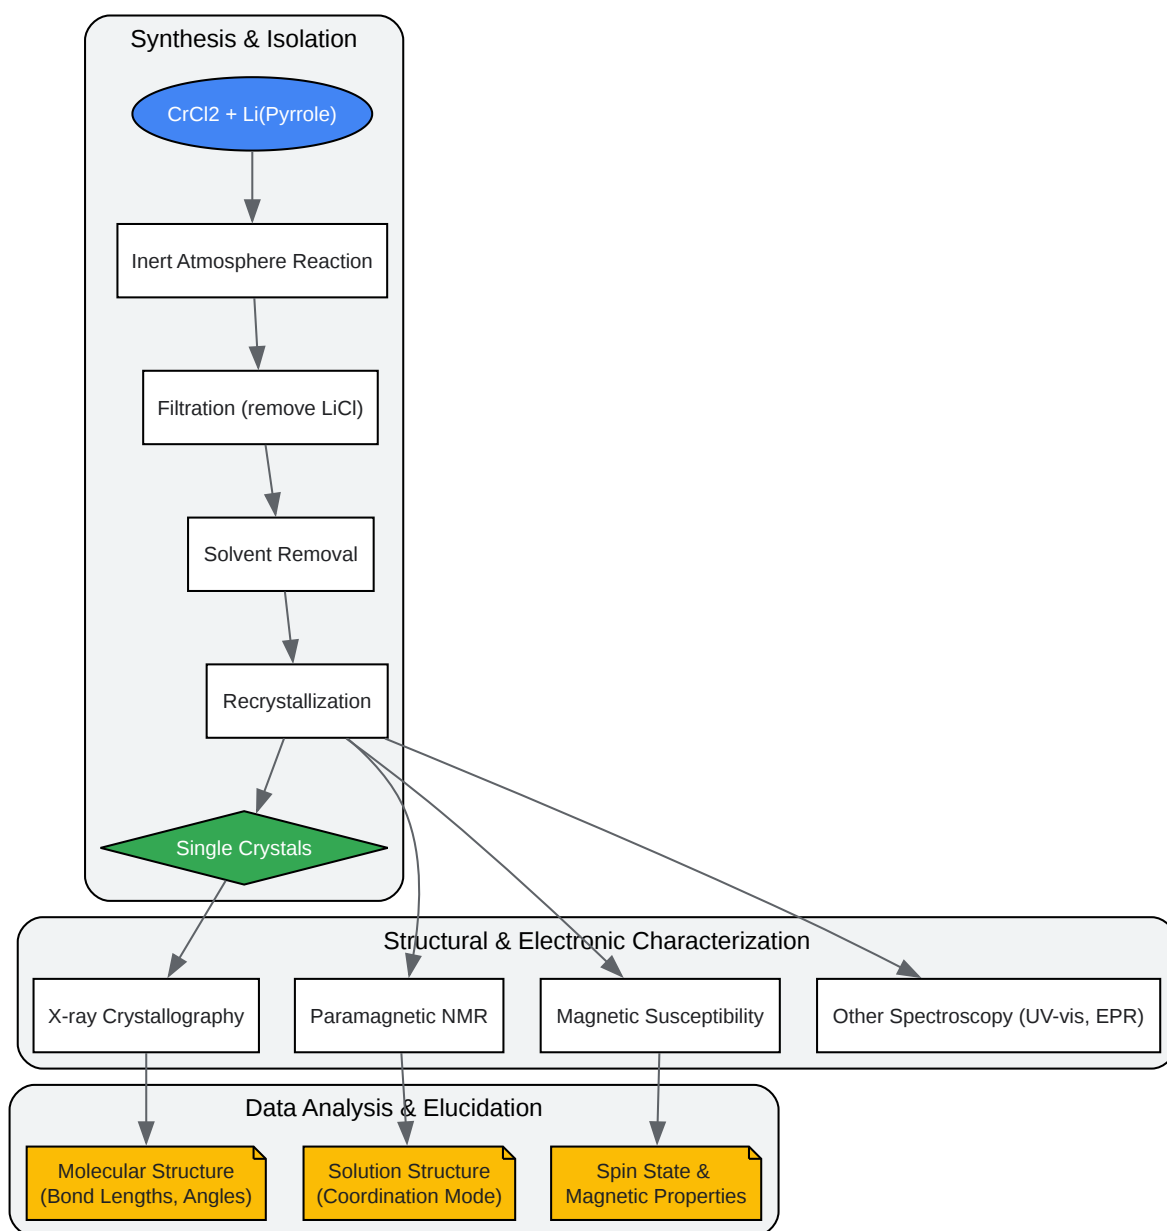 Synthesis & Isolation
CrCl2 + Li(Pyrrole)
Inert Atmosphere Reaction
Filtration (remove LiCl)
Solvent Removal
Recrystallization
Single Crystals
Structural & Electronic Characterization
X-ray Crystallography
Paramagnetic NMR
Magnetic Susceptibility
Other Spectroscopy (UV-vis, EPR)
Data Analysis & Elucidation
Molecular Structure
(Bond Lengths, Angles)
Solution Structure
(Coordination Mode)
Spin State &
Magnetic Properties